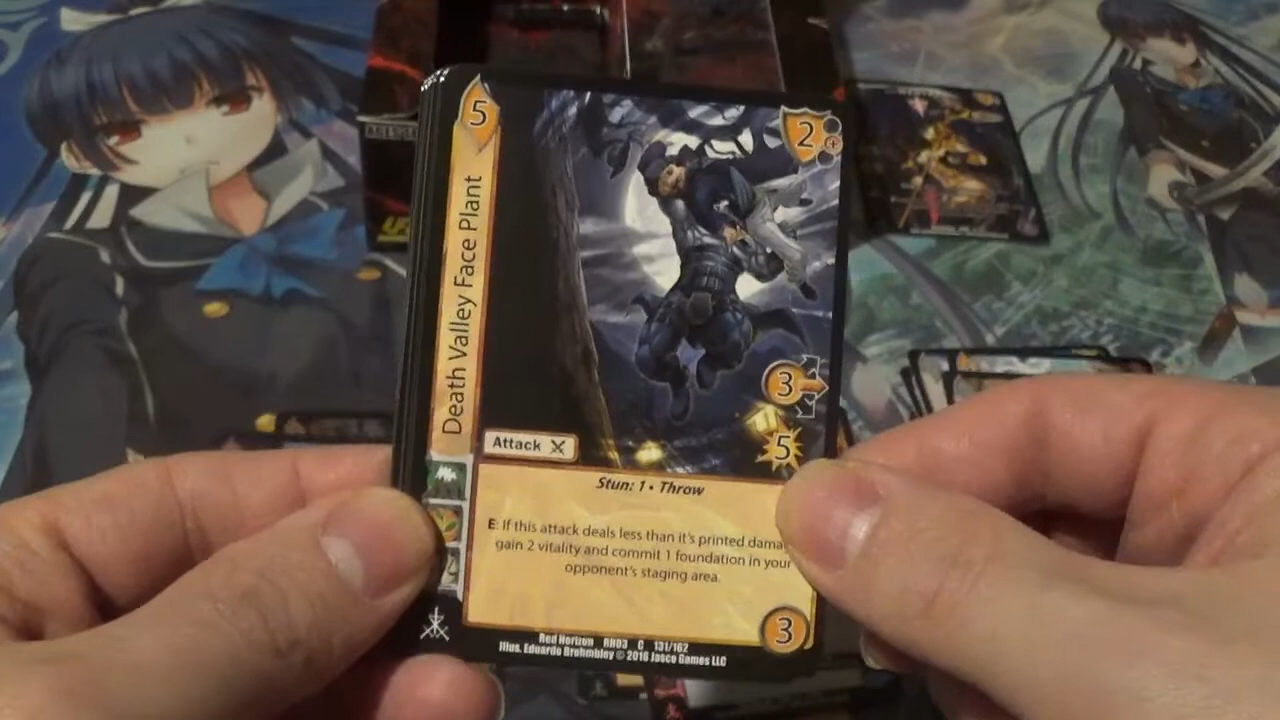 5
2
Death Valley Face Plant
3
5
Attack
Stun: 1 • Throw
E: If this attack deals less than it's printed
gain 2 vitality and commit 1 foundation in your
opponent's staging area.
3
Red Horizon RH03 C 131/162
Illus. Eduardo Brohmbley © 2016 Jasco Games LLC